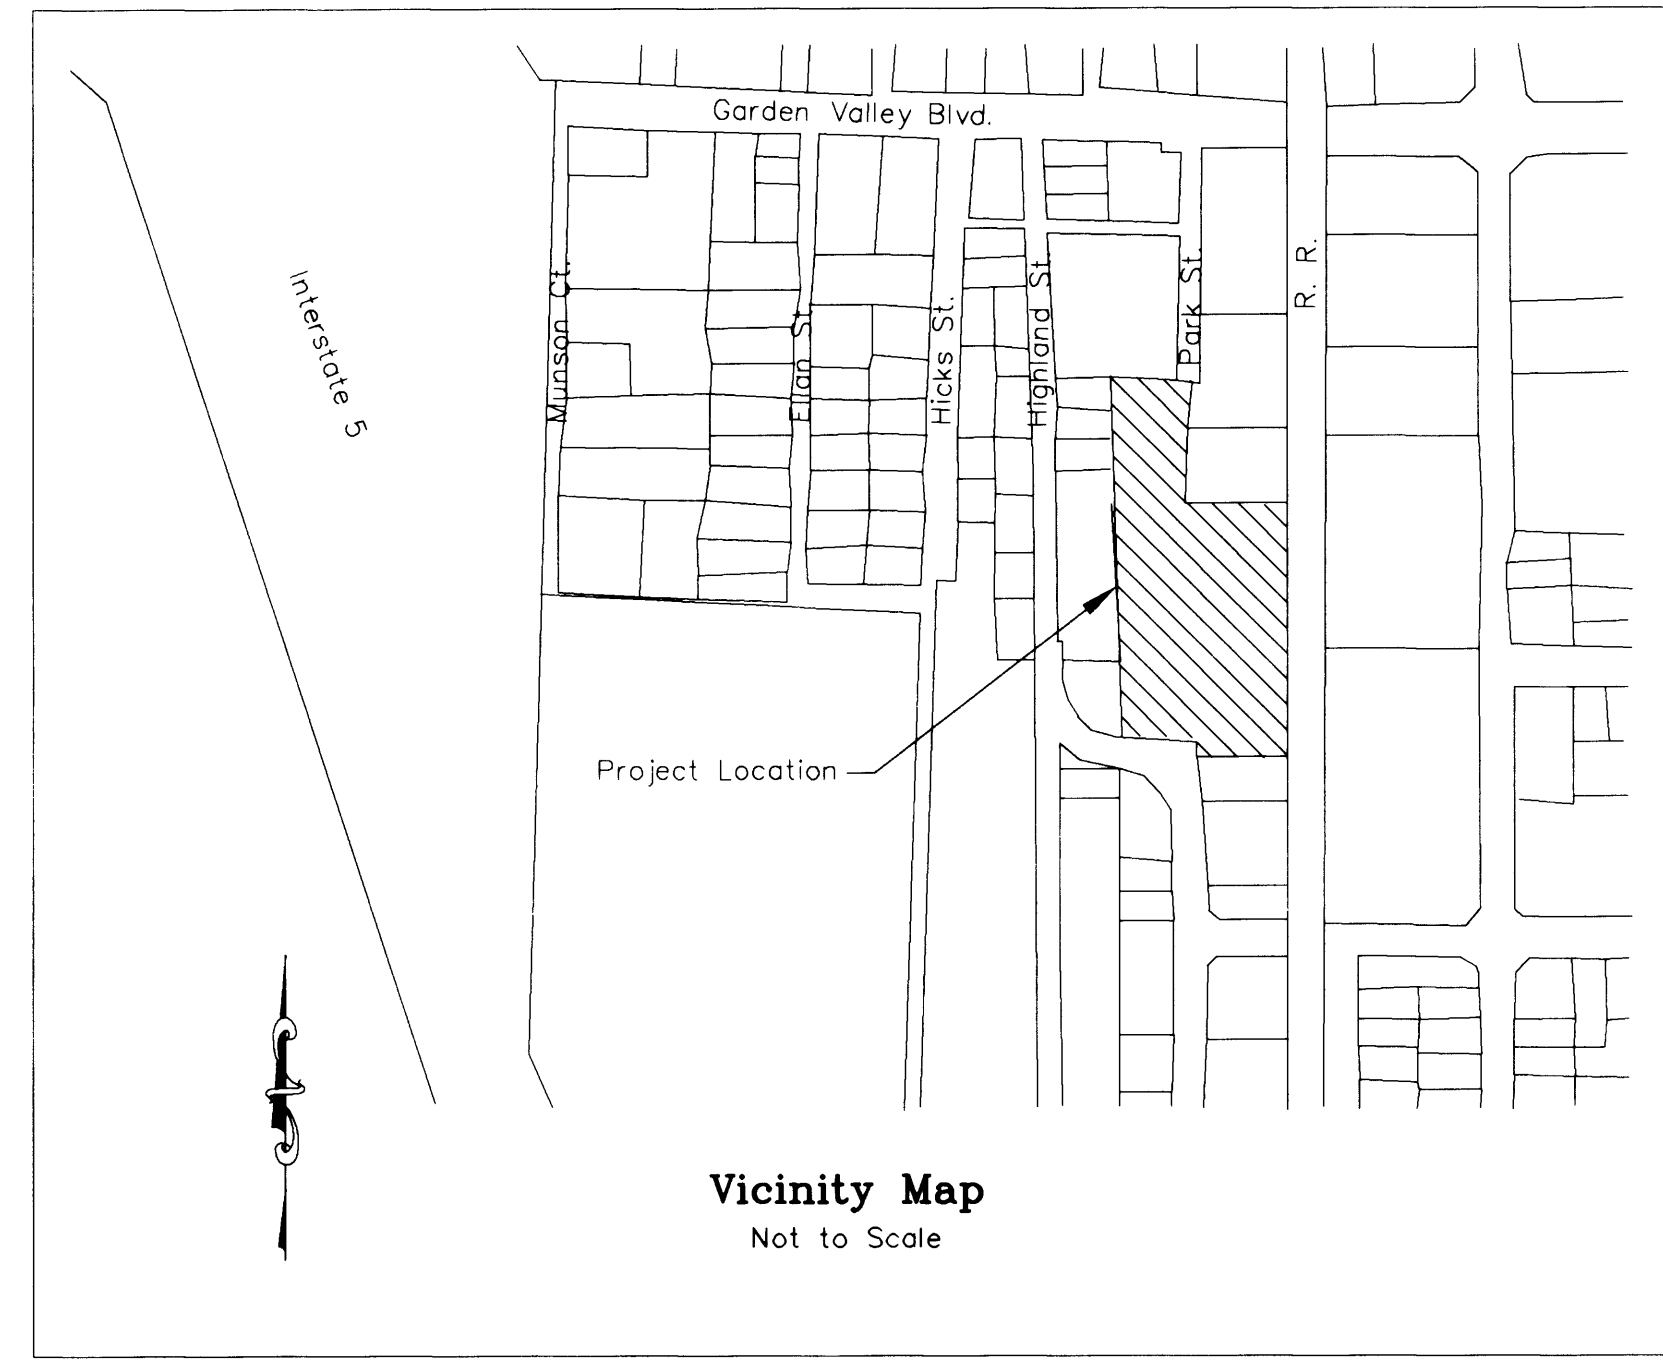 Garden Valley Blvd.
Interstate 5
Munson Ct.
Elian St.
Hicks St.
Highland St.
Park St.
R. R.
Project Location
Vicinity Map
Not to Scale